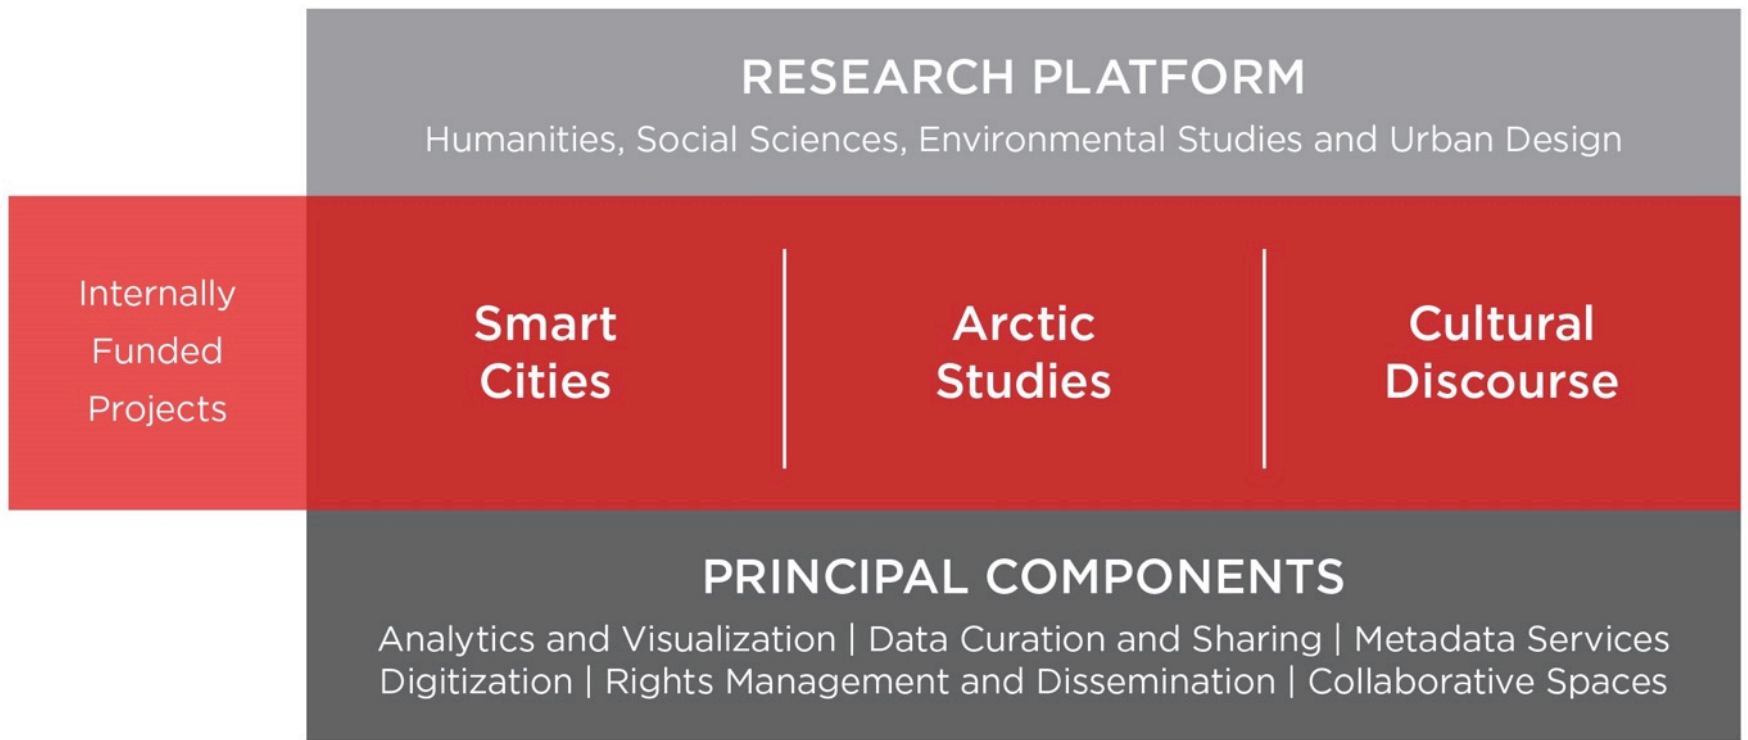 RESEARCH PLATFORM
Humanities, Social Sciences, Environmental Studies and Urban Design
Internally
Funded
Projects
Smart
Cities
Arctic
Studies
Cultural
Discourse
PRINCIPAL COMPONENTS
Analytics and Visualization | Data Curation and Sharing | Metadata Services
Digitization | Rights Management and Dissemination | Collaborative Spaces